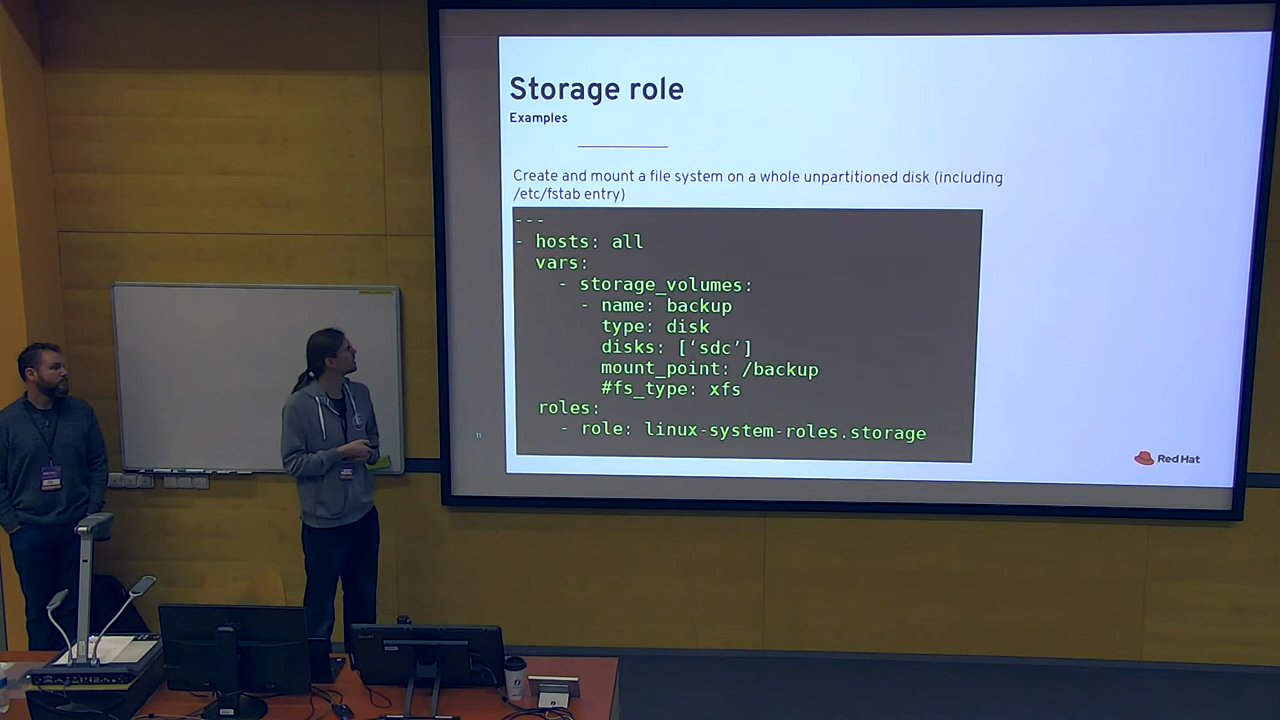 Storage role
Examples
Create and mount a file system on a whole unpartitioned disk (including
/etc/fstab entry)
---
- hosts: all
vars:
- storage_volumes:
- name: backup
type: disk
disks: [‘sdc’]
mount_point: /backup
#fs_type: xfs
roles:
- role: linux-system-roles.storage
11
Red Hat